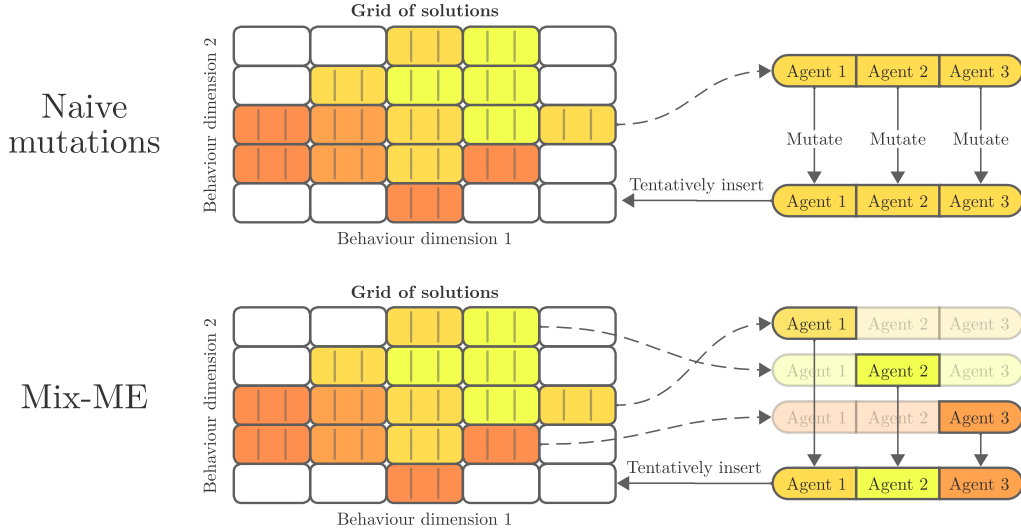 Naive
mutations
Grid of solutions
Behaviour dimension 2
Behaviour dimension 1
Agent 1 Agent 2 Agent 3
Mutate Mutate Mutate
Tentatively insert
Agent 1 Agent 2 Agent 3
Mix-ME
Grid of solutions
Behaviour dimension 2
Behaviour dimension 1
Agent 1 Agent 2 Agent 3
Agent 1 Agent 2 Agent 3
Agent 1 Agent 2 Agent 3
Tentatively insert
Agent 1 Agent 2 Agent 3